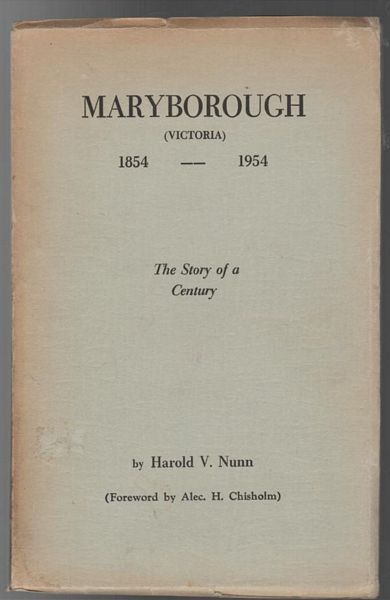 MARYBOROUGH
(VICTORIA)
1854 — 1954
The Story of a
Century
by Harold V. Nunn
(Foreword by Alec. H. Chisholm)